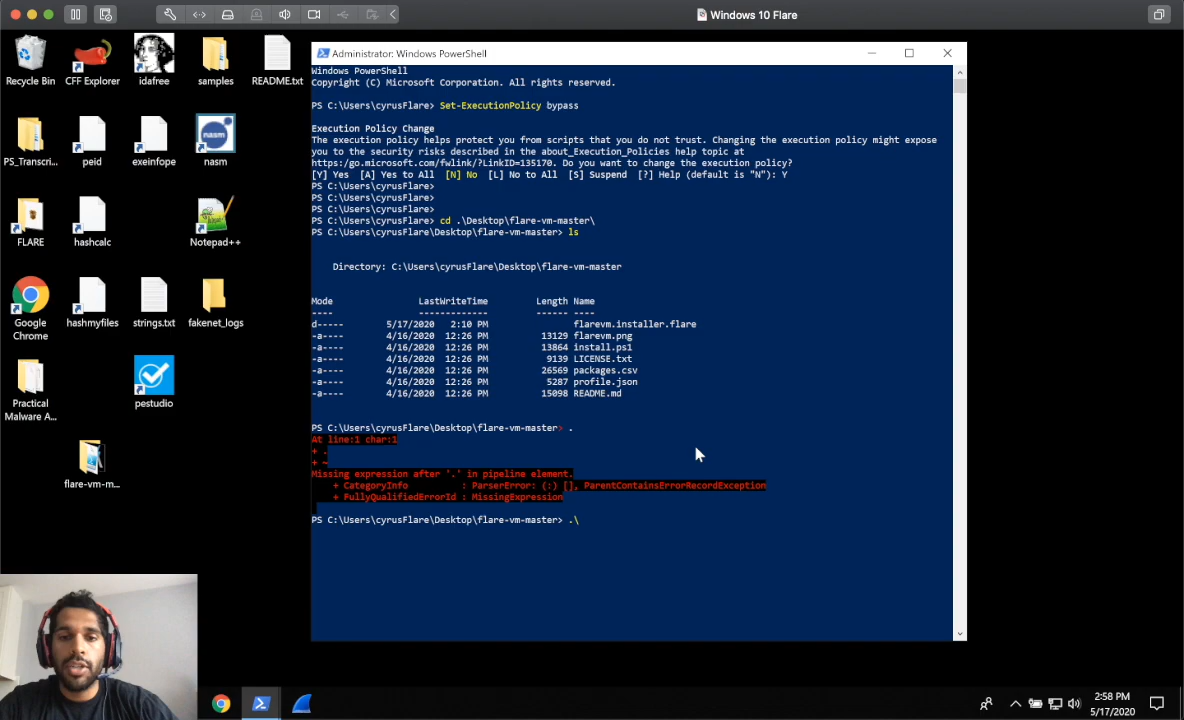 Windows 10 Flare
Recycle Bin
CFF Explorer
idafree
samples
README.txt
PS_Transcri...
peid
exeinfope
nasm
nasm
FLARE
hashcalc
Notepad++
Google
Chrome
hashmyfiles
strings.txt
fakenet_logs
Practical
Malware A...
pestudio
flare-vm-m...
Administrator: Windows PowerShell
Windows PowerShell
Copyright (C) Microsoft Corporation. All rights reserved.
PS C:\Users\cyrusFlare> Set-ExecutionPolicy bypass
Execution Policy Change
The execution policy helps protect you from scripts that you do not trust. Changing the execution policy might expose
you to the security risks described in the about_Execution_Policies help topic at
https:/go.microsoft.com/fwlink/?LinkID=135170. Do you want to change the execution policy?
[Y] Yes  [A] Yes to All  [N] No  [L] No to All  [S] Suspend  [?] Help (default is "N"): Y
PS C:\Users\cyrusFlare>
PS C:\Users\cyrusFlare>
PS C:\Users\cyrusFlare>
PS C:\Users\cyrusFlare> cd .\Desktop\flare-vm-master\
PS C:\Users\cyrusFlare\Desktop\flare-vm-master> ls
Directory: C:\Users\cyrusFlare\Desktop\flare-vm-master
Mode LastWriteTime Length Name
---- ------------- ------ ----
d----- 5/17/2020 2:10 PM flarevm.installer.flare
-a---- 4/16/2020 12:26 PM 13129 flarevm.png
-a---- 4/16/2020 12:26 PM 13864 install.ps1
-a---- 4/16/2020 12:26 PM 9139 LICENSE.txt
-a---- 4/16/2020 12:26 PM 26569 packages.csv
-a---- 4/16/2020 12:26 PM 5287 profile.json
-a---- 4/16/2020 12:26 PM 15098 README.md
PS C:\Users\cyrusFlare\Desktop\flare-vm-master> .
At line:1 char:1
+ .
+ ~
Missing expression after '.' in pipeline element.
+ CategoryInfo : ParserError: (:) [], ParentContainsErrorRecordException
+ FullyQualifiedErrorId : MissingExpression
PS C:\Users\cyrusFlare\Desktop\flare-vm-master> .\
2:58 PM
5/17/2020